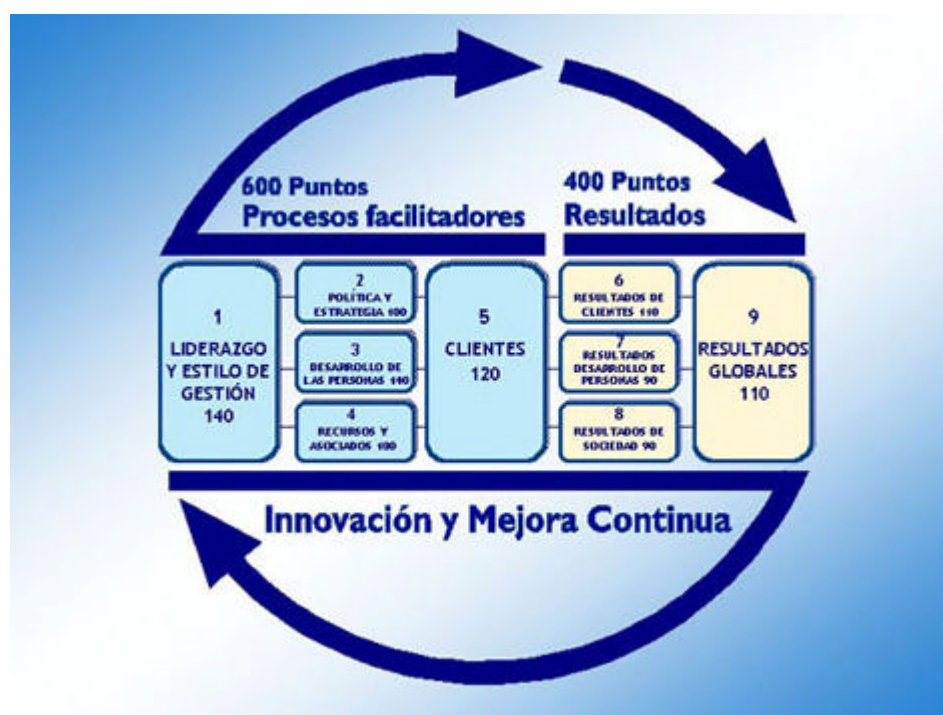 600 Puntos
Procesos facilitadores
400 Puntos
Resultados
1
LIDERAZGO
Y ESTILO DE
GESTIÓN
140
2
POLÍTICA Y
ESTRATEGIA 100
3
DESARROLLO DE
LAS PERSONAS 140
4
RECURSOS Y
ASOCIADOS 100
5
CLIENTES
120
6
RESULTADOS DE
CLIENTES 110
7
RESULTADOS
DESARROLLO DE
PERSONAS 90
8
RESULTADOS DE
SOCIEDAD 90
9
RESULTADOS
GLOBALES
110
Innovación y Mejora Continua